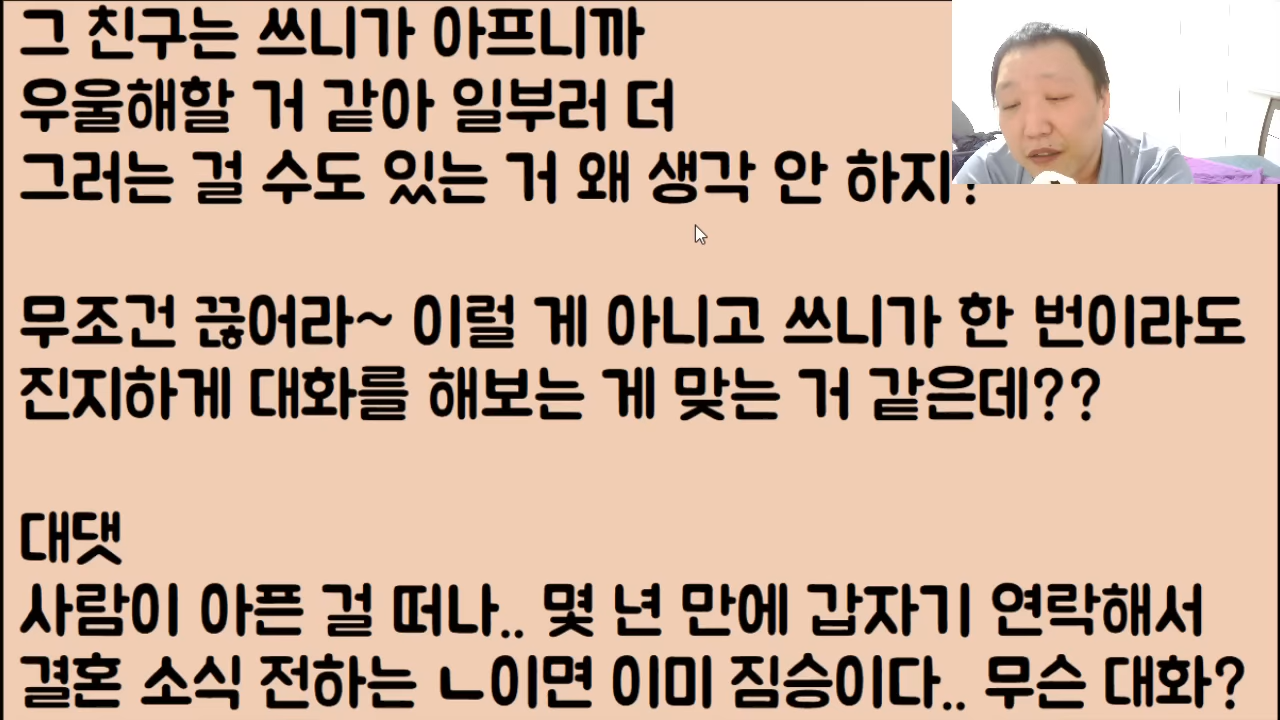 그 친구는 쓰니가 아프니까
우울해할 거 같아 일부러 더
그러는 걸 수도 있는 거 왜 생각 안 하지?
무조건 끊어라~ 이럴 게 아니고 쓰니가 한 번이라도
진지하게 대화를 해보는 게 맞는 거 같은데??
대댓
사람이 아픈 걸 떠나.. 몇 년 만에 갑자기 연락해서
결혼 소식 전하는 ㄴ이면 이미 짐승이다.. 무슨 대화?